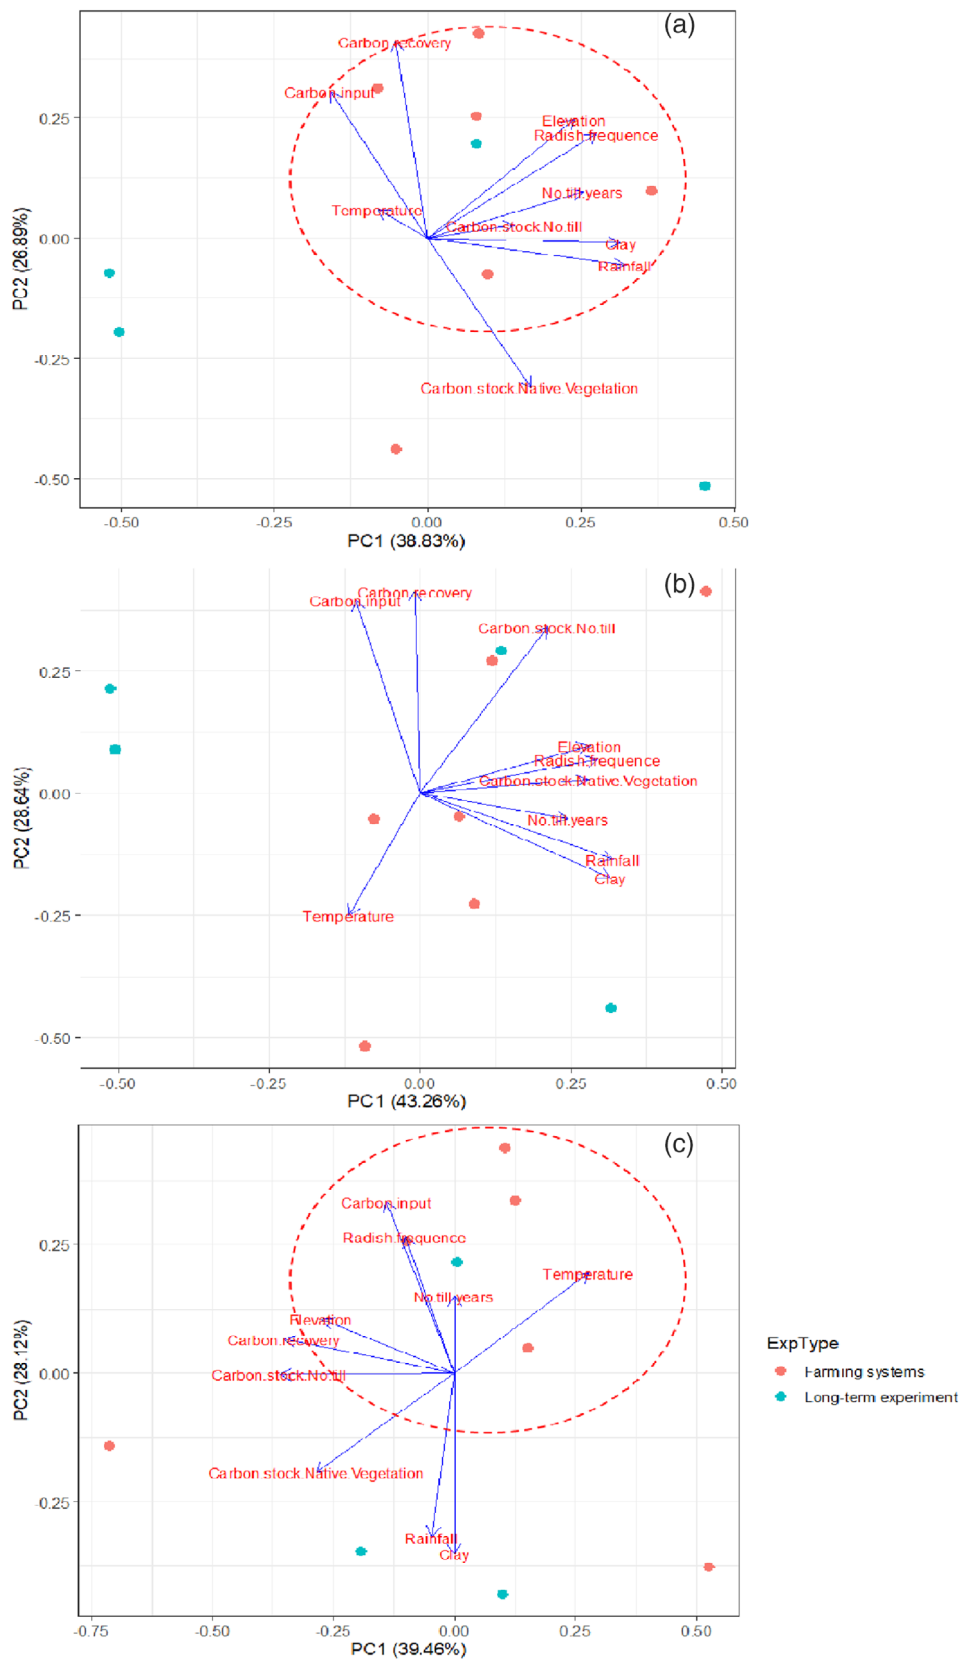 (a)
Carbon.recovery
Carbon.input
Elevation
Radish.frequence
No.till.years
Temperature
Carbon.stock.No.till
Clay
Rainfall
Carbon.stock.Native.Vegetation
0.25
0.00
-0.25
-0.50
PC2 (26.89%)
-0.50 -0.25 0.00 0.25 0.50
PC1 (38.83%)
(b)
Carbon.recovery
Carbon.input
Carbon.stock.No.till
Elevation
Radish.frequence
Carbon.stock.Native.Vegetation
No.till.years
Rainfall
Clay
Temperature
0.25
0.00
-0.25
-0.50
PC2 (28.64%)
-0.50 -0.25 0.00 0.25 0.50
PC1 (43.26%)
(c)
Carbon.input
Radish.frequence
Temperature
No.till.years
Elevation
Carbon.recovery
Carbon.stock.No.till
Carbon.stock.Native.Vegetation
Rainfall
Clay
0.25
0.00
-0.25
PC2 (28.12%)
-0.75 -0.50 -0.25 0.00 0.25 0.50
PC1 (39.46%)
ExpType
Farming systems
Long-term experiment